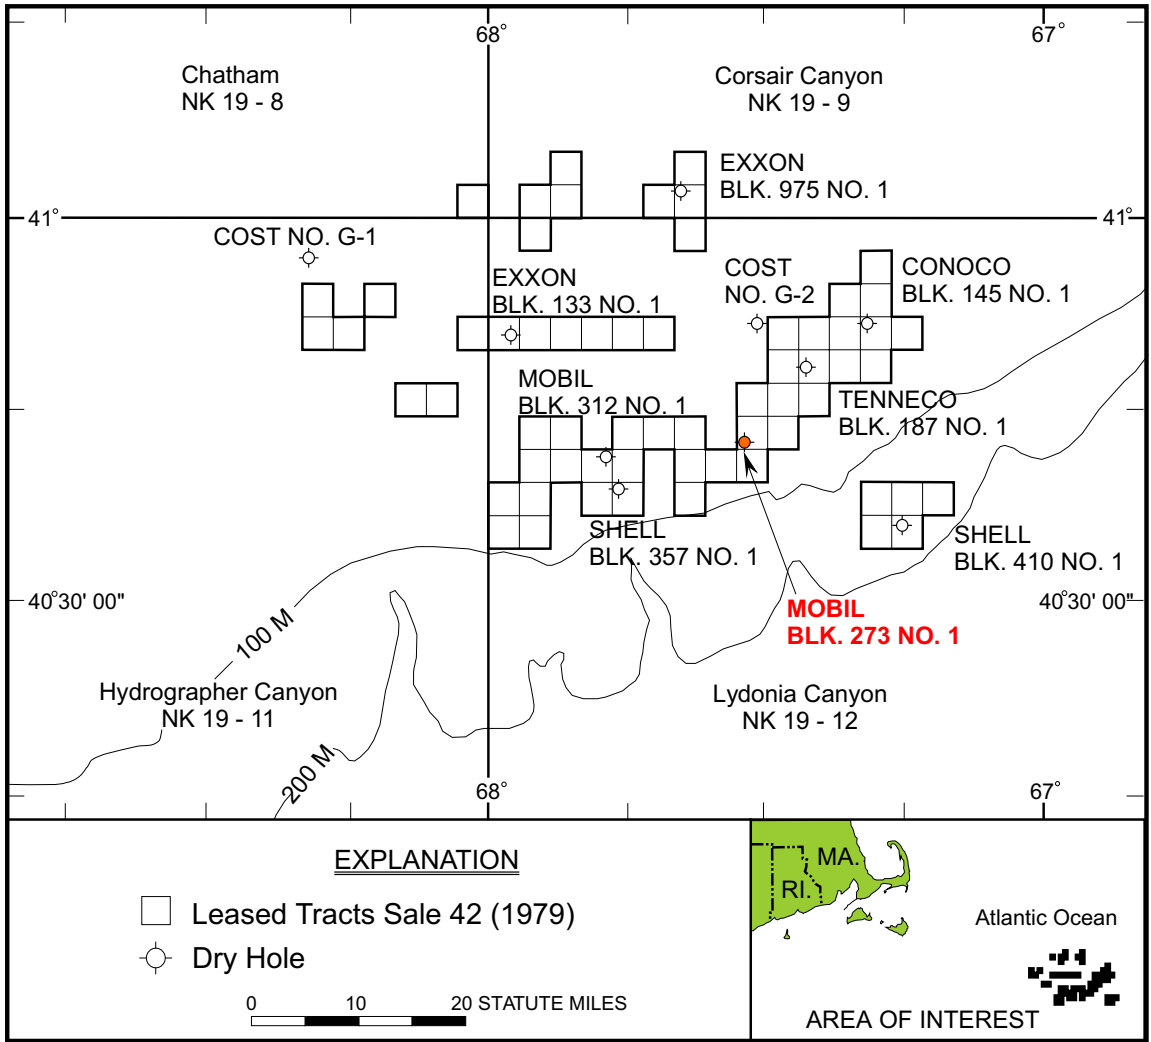 68°
67°
Chatham
NK 19 - 8
Corsair Canyon
NK 19 - 9
EXXON
BLK. 975 NO. 1
41°
41°
COST NO. G-1
EXXON
BLK. 133 NO. 1
COST
NO. G-2
CONOCO
BLK. 145 NO. 1
MOBIL
BLK. 312 NO. 1
TENNECO
BLK. 187 NO. 1
SHELL
BLK. 357 NO. 1
SHELL
BLK. 410 NO. 1
40°30' 00"
40°30' 00"
MOBIL
BLK. 273 NO. 1
100 M
Hydrographer Canyon
NK 19 - 11
Lydonia Canyon
NK 19 - 12
200 M
68°
67°
EXPLANATION
Leased Tracts Sale 42 (1979)
Dry Hole
0 10 20 STATUTE MILES
MA.
RI.
Atlantic Ocean
AREA OF INTEREST